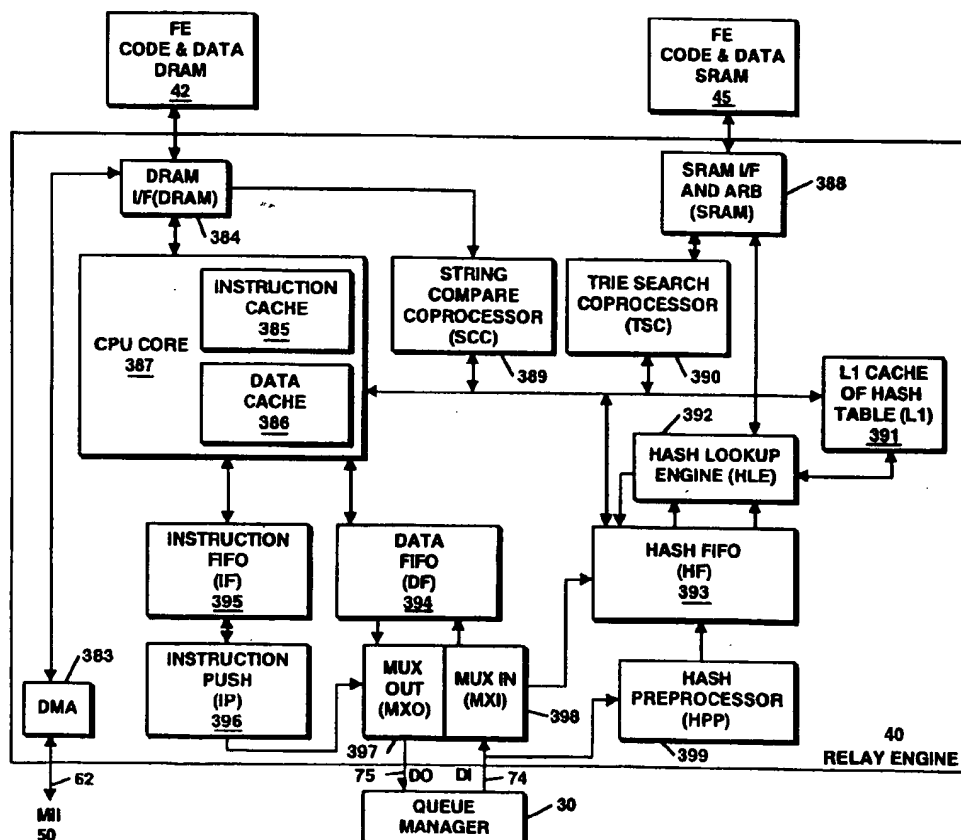 FE
CODE & DATA
DRAM
42
FE
CODE & DATA
SRAM
45
DRAM
I/F(DRAM)
384
SRAM I/F
AND ARB
(SRAM)
388
CPU CORE
387
INSTRUCTION
CACHE
385
DATA
CACHE
386
STRING
COMPARE
COPROCESSOR
(SCC)
389
TRIE SEARCH
COPROCESSOR
(TSC)
390
L1 CACHE
OF HASH
TABLE (L1)
391
392
HASH LOOKUP
ENGINE (HLE)
INSTRUCTION
FIFO
(IF)
395
DATA
FIFO
(DF)
394
HASH FIFO
(HF)
393
383
DMA
INSTRUCTION
PUSH
(IP)
396
MUX
OUT
(MXO)
397
MUX IN
(MXI)
398
HASH
PREPROCESSOR
(HPP)
399
40
RELAY ENGINE
62
MII
50
75
DO
DI
74
QUEUE
MANAGER
30